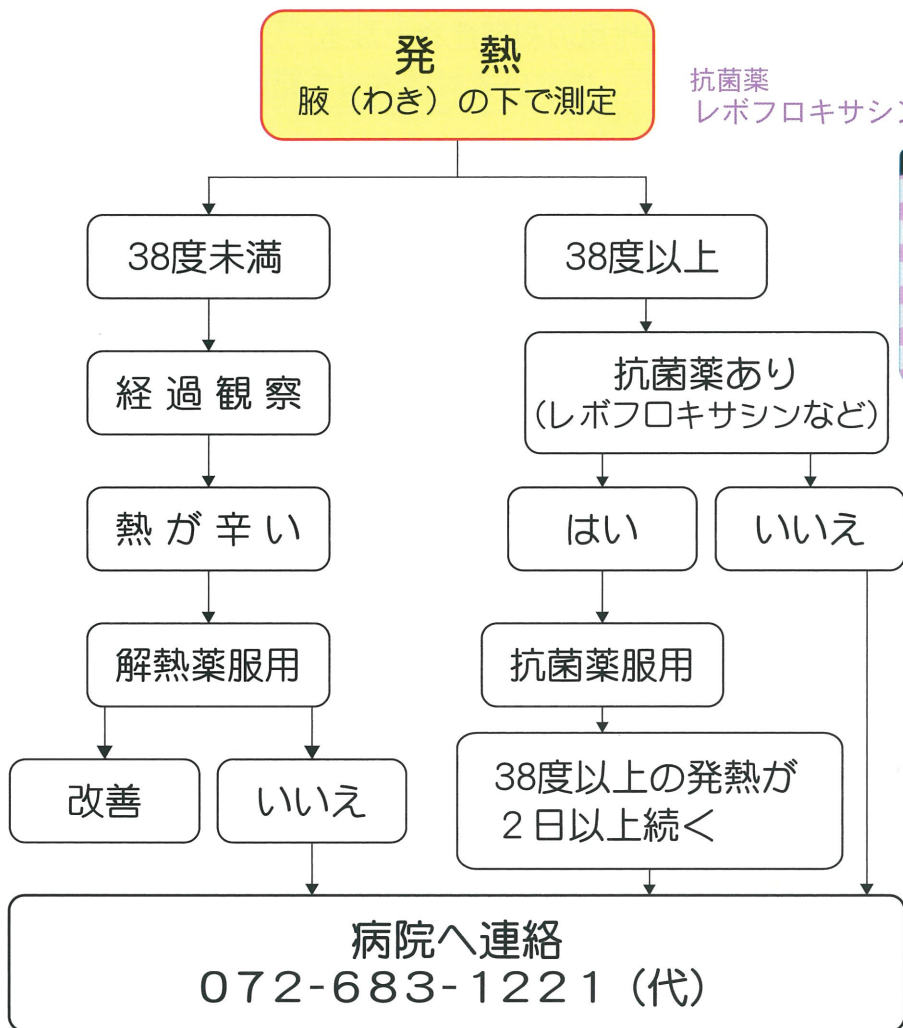 発 熱
腋(わき)の下で測定
抗菌薬
レボフロキサシン
38度未満
38度以上
経過観察
抗菌薬あり
(レボフロキサシンなど)
熱が辛い
はい
いいえ
解熱薬服用
抗菌薬服用
改善
いいえ
38度以上の発熱が
2日以上続く
病院へ連絡
072-683-1221(代)